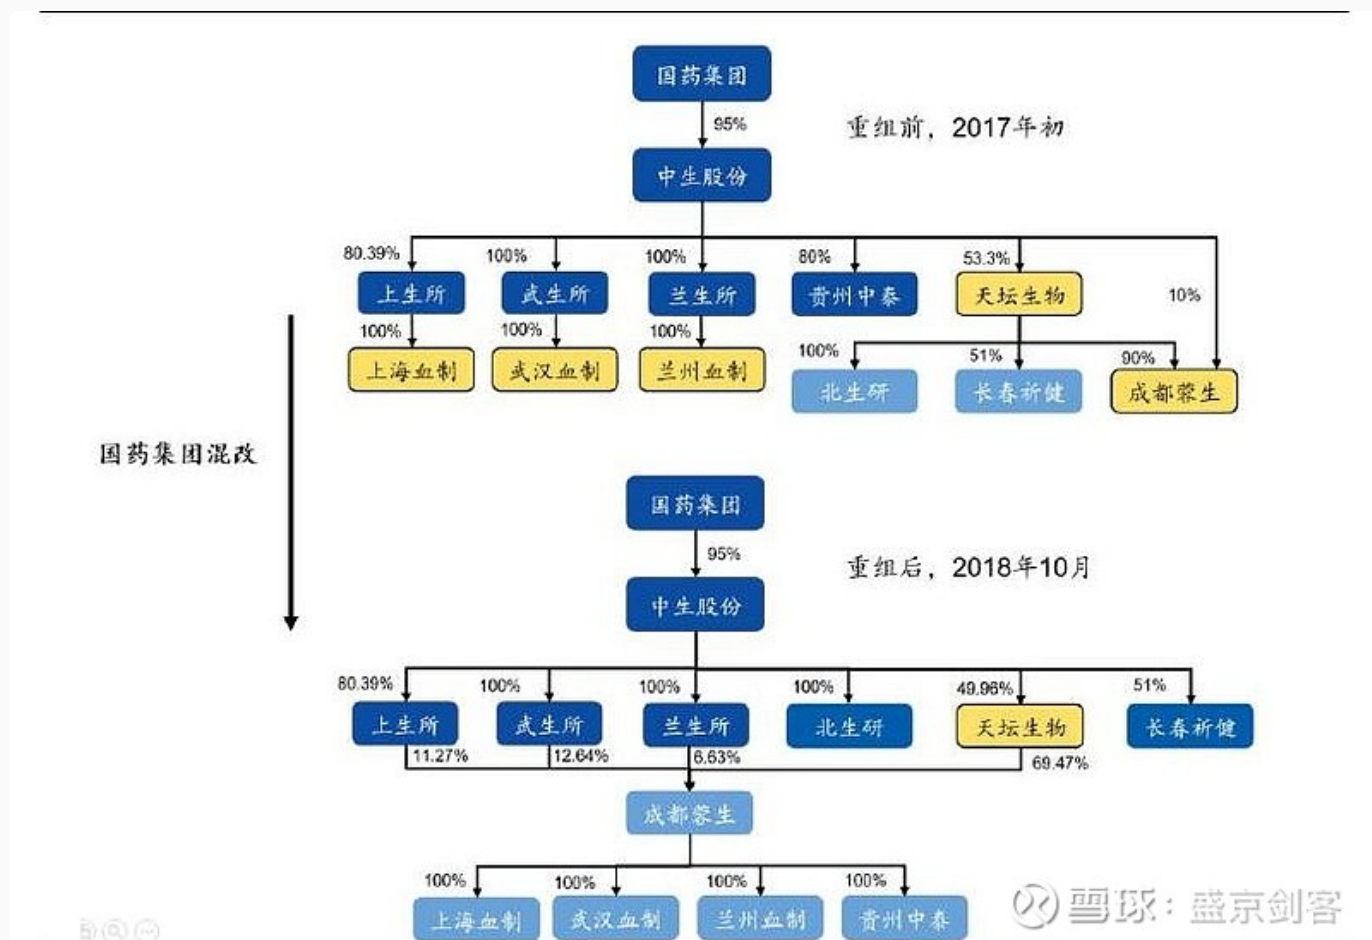 国药集团
95%
重组前，2017年初
中生股份
80.39%
100%
100%
80%
53.3%
10%
上生所
武生所
兰生所
贵州中泰
天坛生物
100%
100%
100%
100%
51%
90%
上海血制
武汉血制
兰州血制
北生研
长春祈健
成都蓉生
国药集团混改
国药集团
95%
重组后，2018年10月
中生股份
80.39%
100%
100%
100%
49.96%
51%
上生所
武生所
兰生所
北生研
天坛生物
长春祈健
11.27%
12.64%
6.63%
69.47%
成都蓉生
100%
100%
100%
100%
上海血制
武汉血制
兰州血制
贵州中泰
雪球：盛京剑客